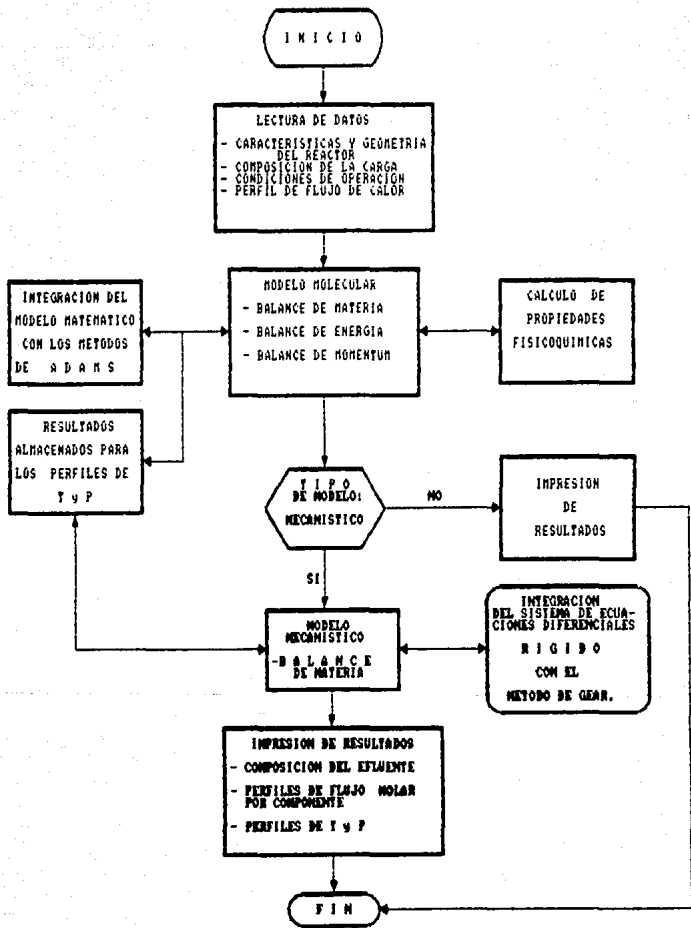 I N I C I O
LECTURA DE DATOS
- CARACTERISTICAS Y GEOMETRIA
DEL REACTOR
- COMPOSICION DE LA CARGA
- CONDICIONES DE OPERACION
- PERFIL DE FLUJO DE CALOR
INTEGRACION DEL
MODELO MATEMATICO
CON LOS METODOS
DE A D A M S
MODELO MOLECULAR
- BALANCE DE MATERIA
- BALANCE DE ENERGIA
- BALANCE DE MOMENTUM
CALCULO DE
PROPIEDADES
FISICOQUIMICAS
RESULTADOS
ALMACENADOS PARA
LOS PERFILES DE
T y P
T I P O
DE MODELO:
MECANISTICO
NO
IMPRESION
DE
RESULTADOS
SI
MODELO
MECANISTICO
-B A L A N C E
DE MATERIA
INTEGRACION
DEL SISTEMA DE ECUA-
CIONES DIFERENCIALES
R I G I D O
CON EL
METODO DE GEAR.
IMPRESION DE RESULTADOS
- COMPOSICION DEL EFLUENTE
- PERFILES DE FLUJO MOLAR
POR COMPONENTE
- PERFILES DE T y P
F I N